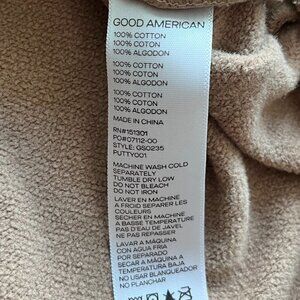 GOOD AMERICAN
100% COTTON
100% COTON
100% ALGODON
100% COTTON
100% COTON
100% ALGODON
100% COTTON
100% COTON
100% ALGODON
MADE IN CHINA
RN#151301
PO#07112-00
STYLE: GS0235
PUTTY001
MACHINE WASH COLD
SEPARATELY
TUMBLE DRY LOW
DO NOT BLEACH
DO NOT IRON
LAVER EN MACHINE
A FROID SEPARER LES
COULEURS
SECHER EN MACHINE
A BASSE TEMPERATURE
PAS D'EAU DE JAVEL
NE PAS REPASSER
LAVAR A MÁQUINA
CON AGUA FRIA
POR SEPARADO
SECAR A MÁQUINA A
TEMPERATURA BAJA
NO USAR BLANQUEADOR
NO PLANCHAR